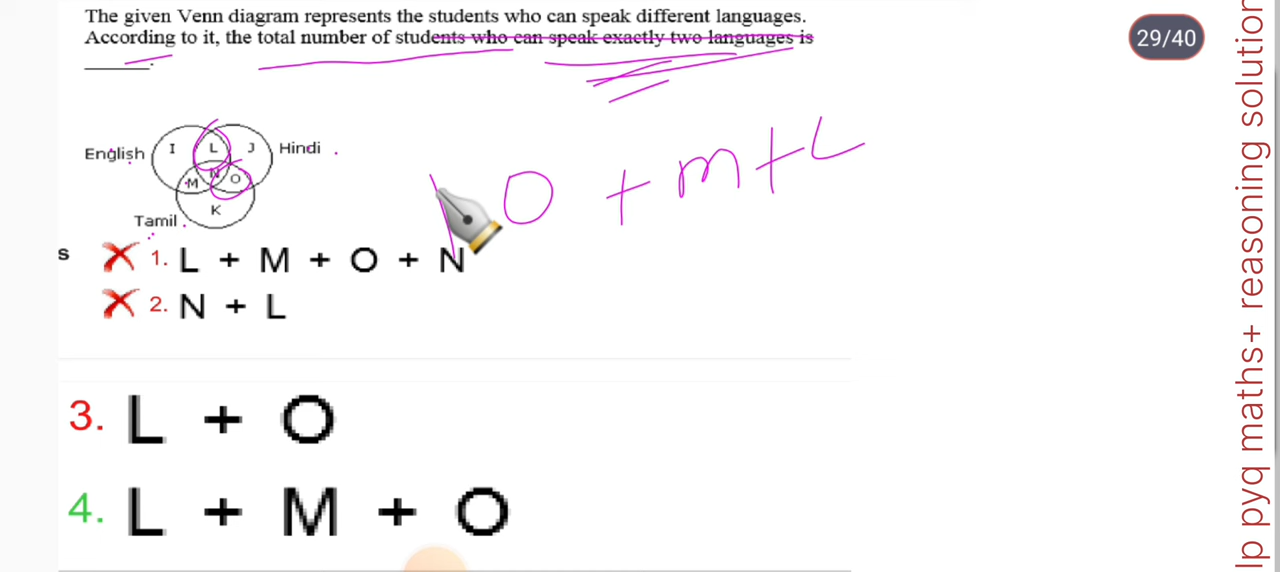 The given Venn diagram represents the students who can speak different languages.
According to it, the total number of students who can speak exactly two languages is
________.
29/40
English
I
L
J
Hindi
M
N
O
K
Tamil
O + m + L
s
1. L + M + O + N
2. N + L
3. L + O
4. L + M + O
lp pyq maths+ reasoning solution